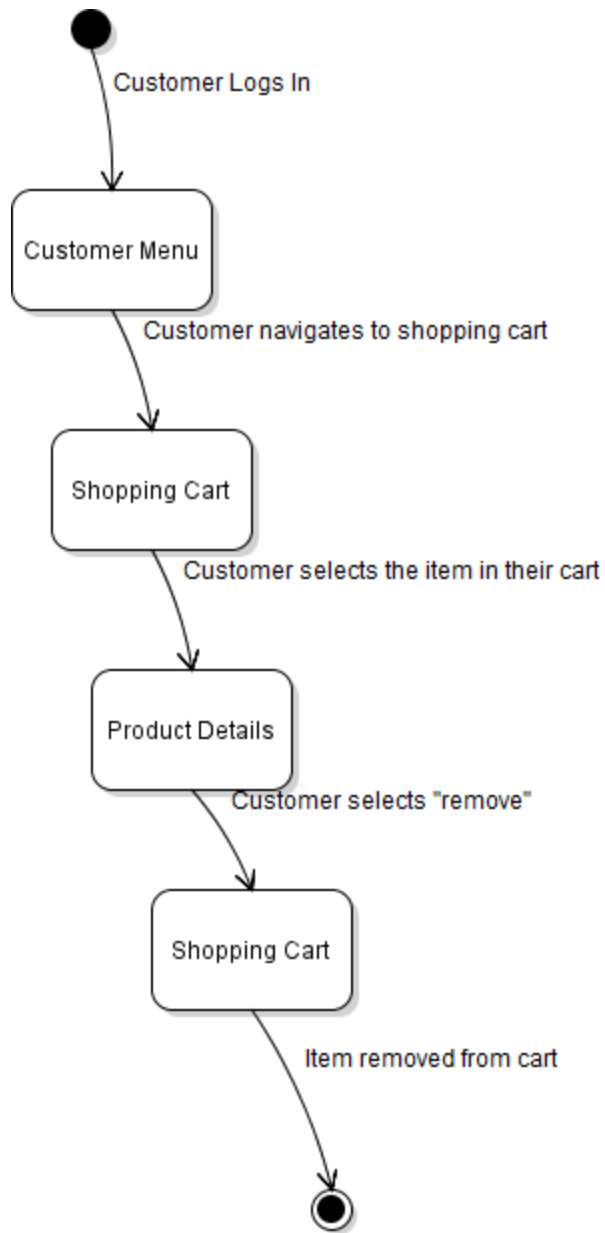 Customer Logs In
Customer Menu
Customer navigates to shopping cart
Shopping Cart
Customer selects the item in their cart
Product Details
Customer selects "remove"
Shopping Cart
Item removed from cart